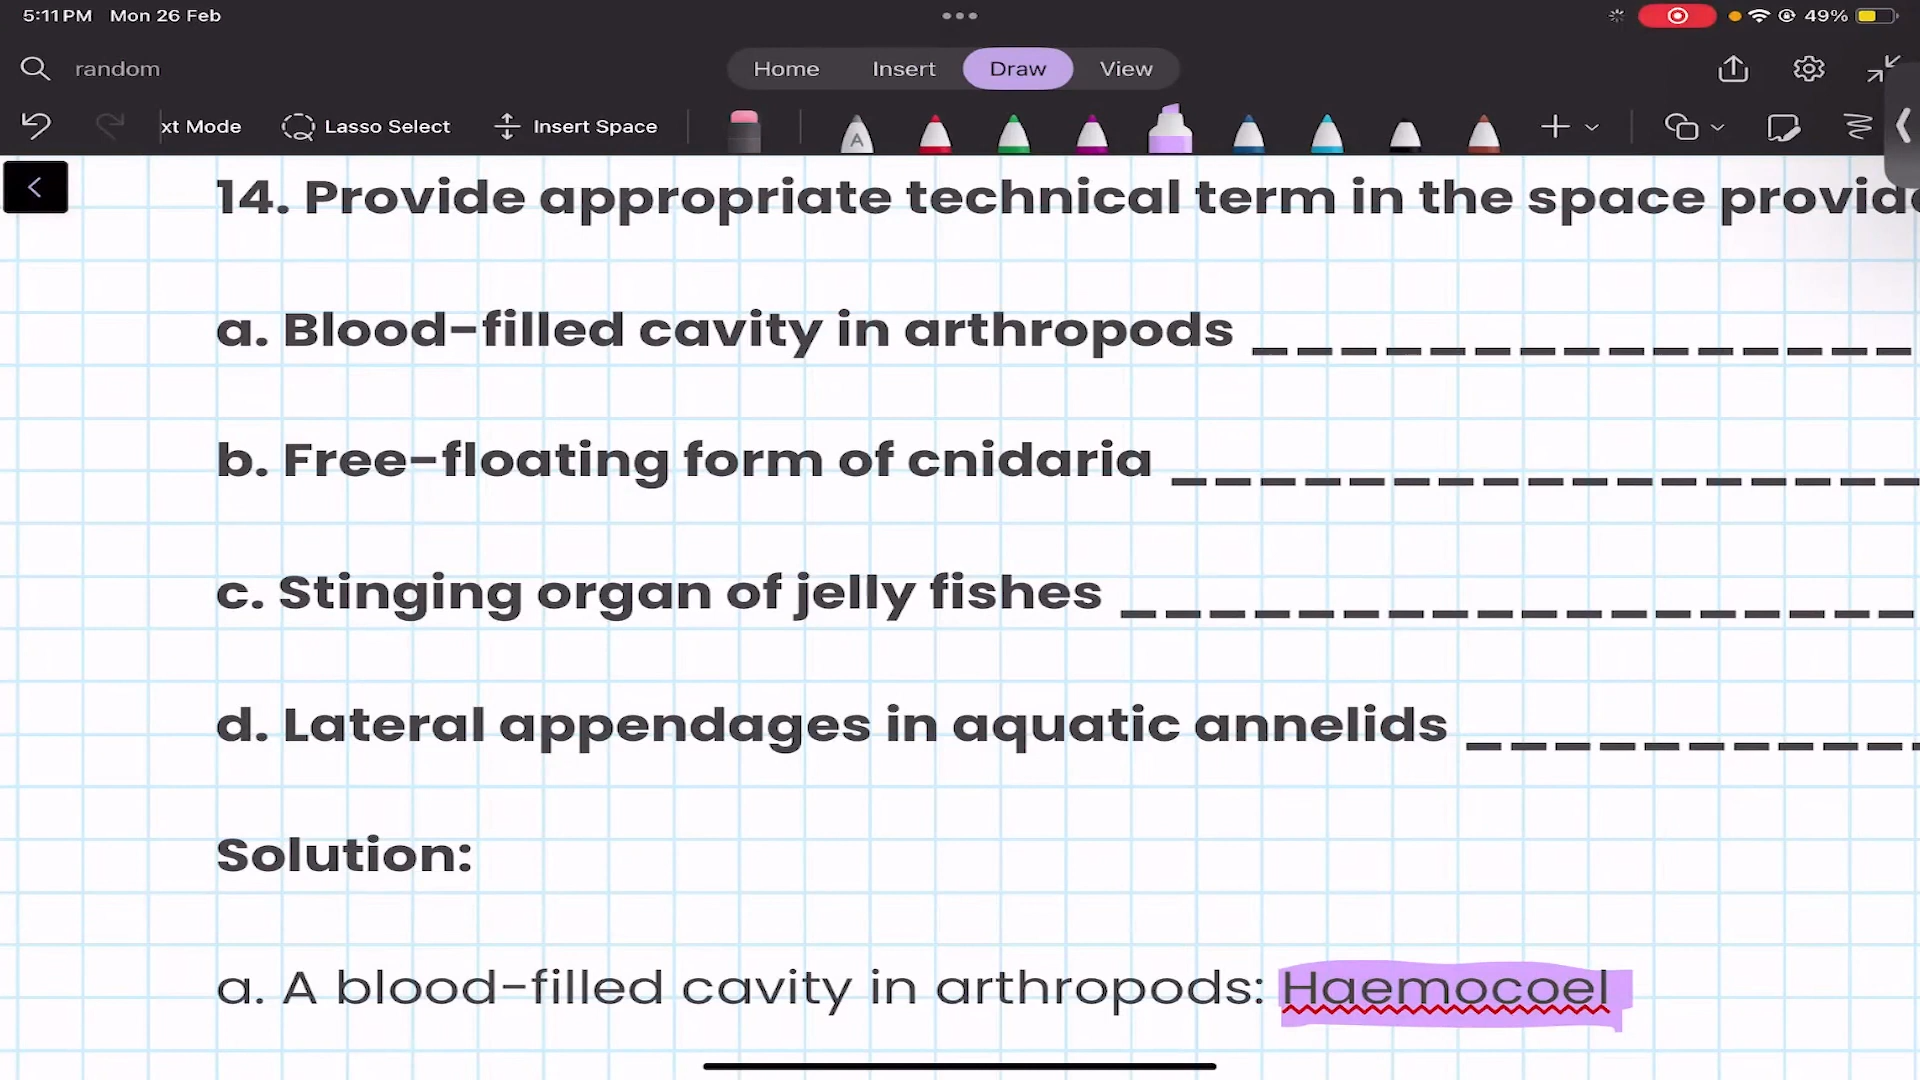 5:11 PM Mon 26 Feb
49%
random
Home Insert Draw View
xt Mode Lasso Select Insert Space
A
14. Provide appropriate technical term in the space
a. Blood-filled cavity in arthropods _ _ _ _ _ _ _ _ _ _ _ _ _ _ _
b. Free-floating form of cnidaria _ _ _ _ _ _ _ _ _ _ _ _ _ _ _ _ _
c. Stinging organ of jelly fishes _ _ _ _ _ _ _ _ _ _ _ _ _ _ _ _ _ _
d. Lateral appendages in aquatic annelids _ _ _ _ _ _ _ _ _ _ _
Solution:
a. A blood-filled cavity in arthropods: Haemocoel